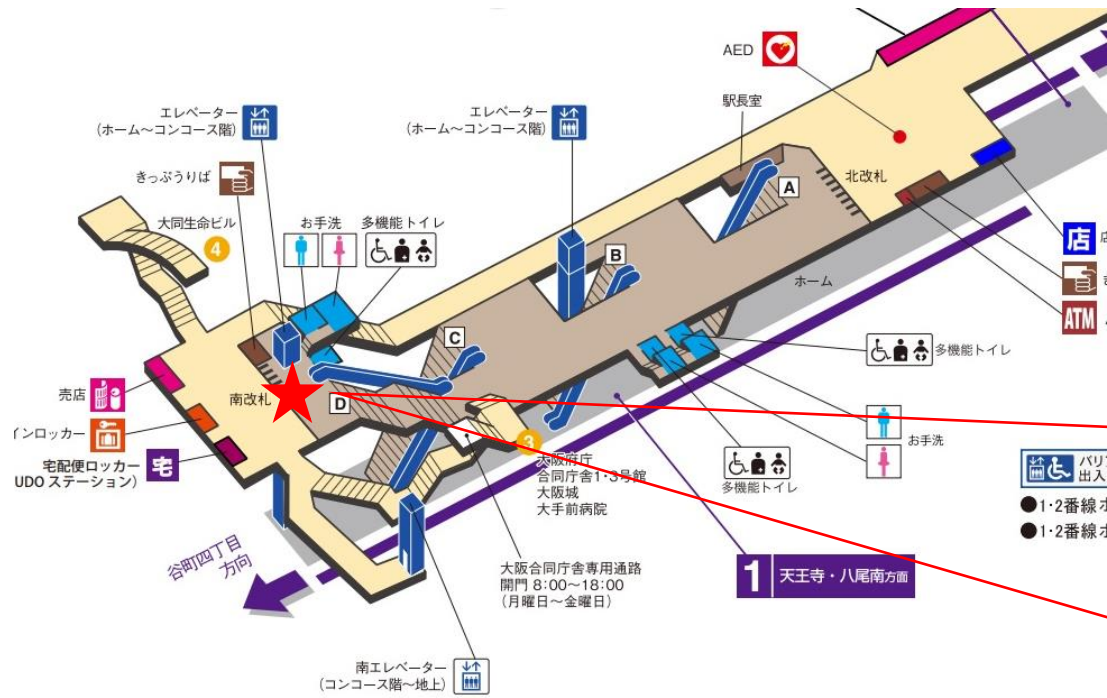 AED
駅長室
エレベーター
(ホーム～コンコース階)
エレベーター
(ホーム～コンコース階)
きっぷうりば
大同生命ビル
4
お手洗
多機能トイレ
A
北改札
B
店
ホーム
ATM
C
多機能トイレ
売店
南改札
D
インロッカー
お手洗
宅配便ロッカー
UDO ステーション)
宅
3
大阪府庁
合同庁舎1・3号館
大阪城
大手前病院
多機能トイレ
バリ
出入
●1・2番線ホ
●1・2番線ホ
谷町四丁目
方向
大阪合同庁舎専用通路
開門 8:00～18:00
(月曜日～金曜日)
1 天王寺・八尾南方面
南エレベーター
(コンコース階～地上)